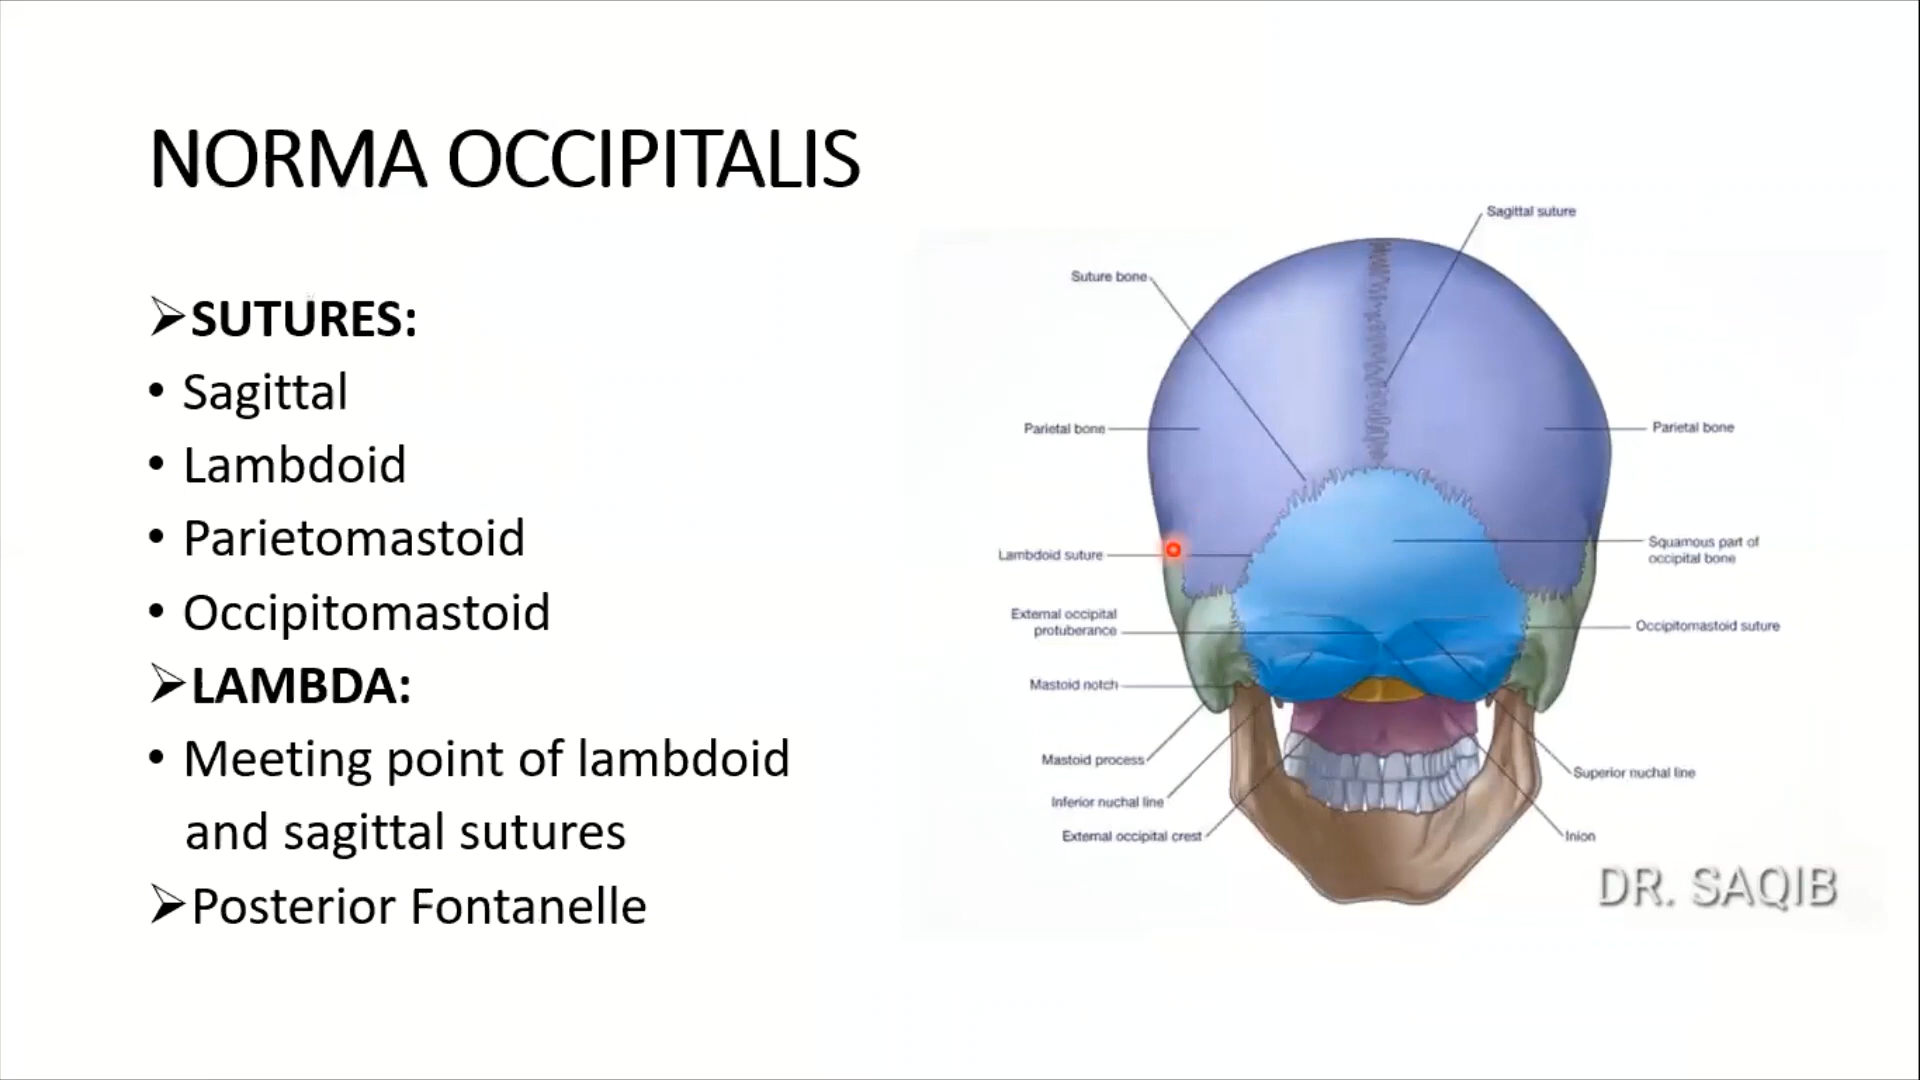 NORMA OCCIPITALIS
SUTURES:
Sagittal
Lambdoid
Parietomastoid
Occipitomastoid
LAMBDA:
Meeting point of lambdoid
and sagittal sutures
Posterior Fontanelle
Sagittal suture
Suture bone
Parietal bone
Parietal bone
Lambdoid suture
Squamous part of
occipital bone
External occipital
protuberance
Occipitomastoid suture
Mastoid notch
Mastoid process
Superior nuchal line
Inferior nuchal line
External occipital crest
Inion
DR. SAQIB